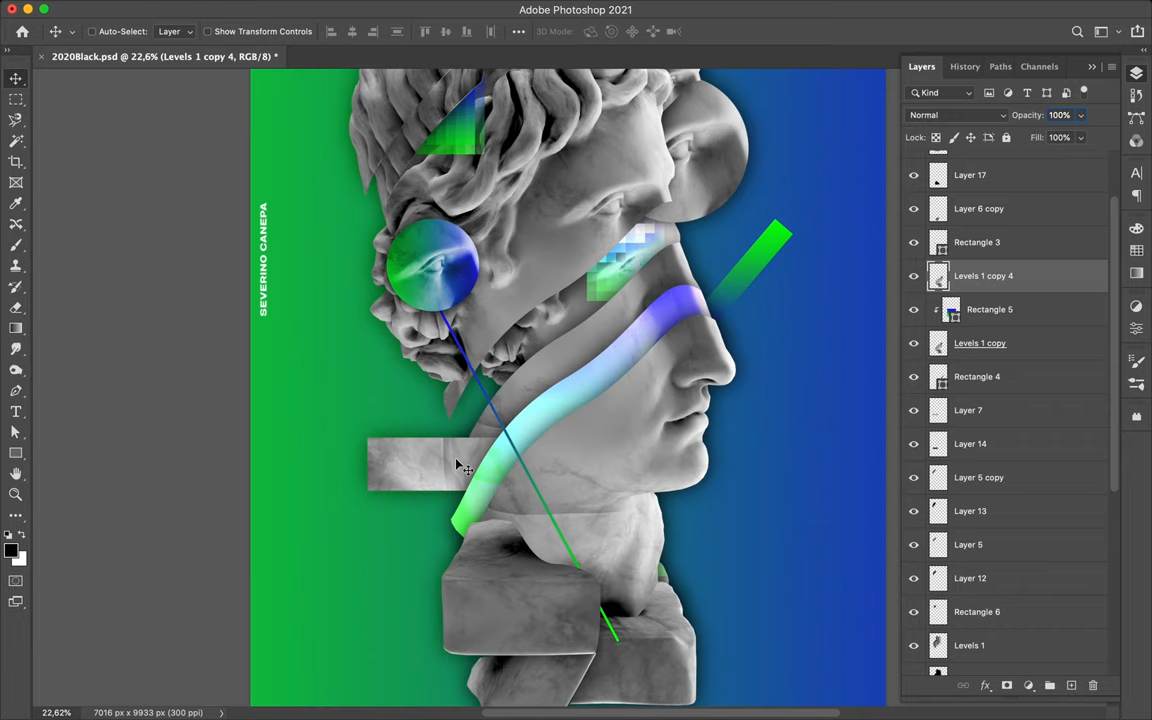 Adobe Photoshop 2021
Auto-Select:
Layer
Show Transform Controls
3D Mode:
2020Black.psd @ 22,6% (Levels 1 copy 4, RGB/8) *
SEVERINO CANEPA
Layers
History
Paths
Channels
Kind
Normal
Opacity:
100%
Lock:
Fill:
100%
Layer 17
Layer 6 copy
Rectangle 3
Levels 1 copy 4
Rectangle 5
Levels 1 copy
Rectangle 4
Layer 7
Layer 14
Layer 5 copy
Layer 13
Layer 5
Layer 12
Rectangle 6
Levels 1
fx
22,62%
7016 px x 9933 px (300 ppi)